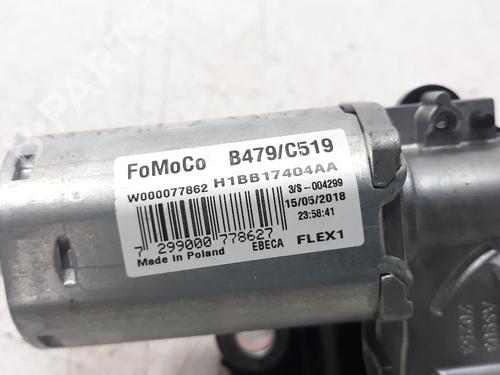 FoMoCo B479/C519
W000077862 H1BB17404AA
3/S--004299
15/05/2018
23:58:41
7 299000 778627 EBECA FLEX1
Made in Poland